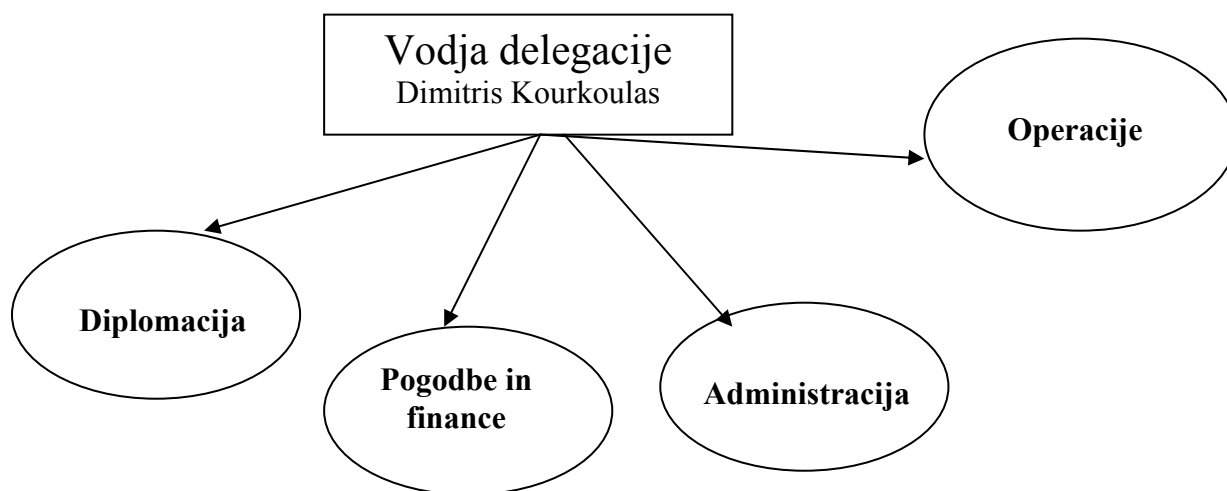 Vodja delegacije
Dimitris Kourkoulas
Operacije
Diplomacija
Pogodbe in
finance
Administracija